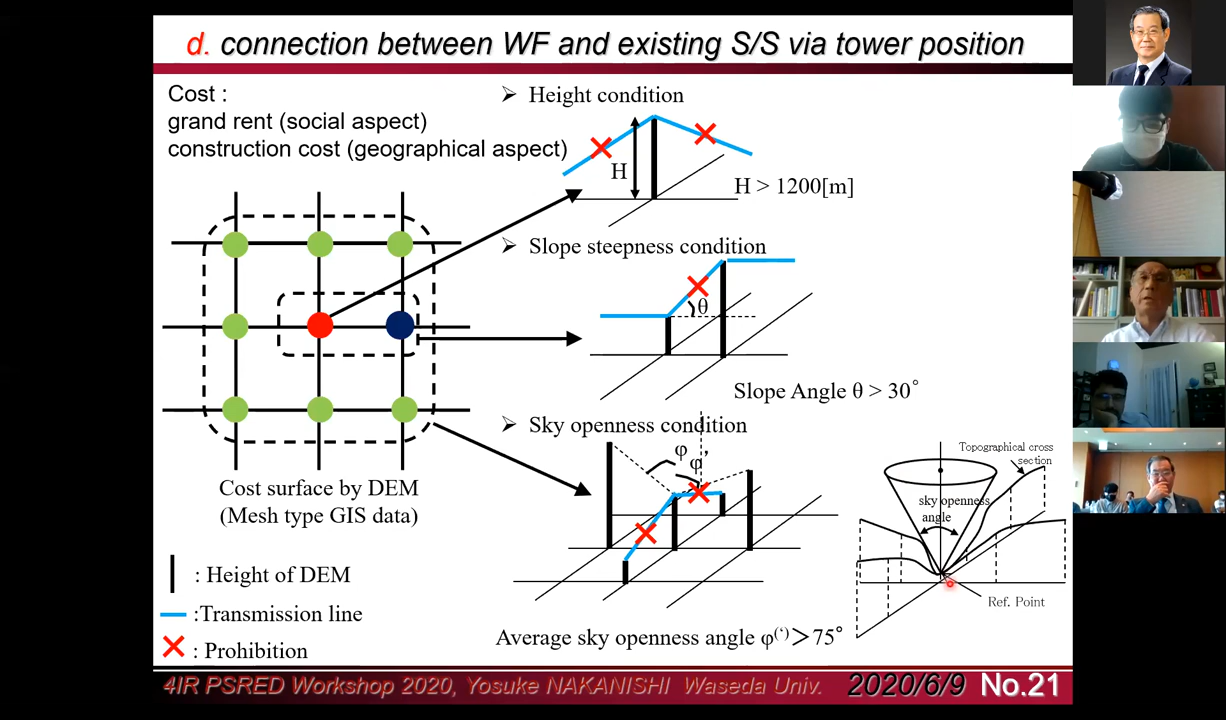 d. connection between WF and existing S/S via tower position
Cost :
grand rent (social aspect)
construction cost (geographical aspect)
Cost surface by DEM
(Mesh type GIS data)
: Height of DEM
:Transmission line
: Prohibition
➢ Height condition
H
H > 1200[m]
➢ Slope steepness condition
θ
Slope Angle θ > 30°
➢ Sky openness condition
φ
φ’
Average sky openness angle φ(‘)＞75°
Topographical cross
section
sky openness
angle
Ref. Point
4IR PSRED Workshop 2020, Yosuke NAKANISHI Waseda Univ. 2020/6/9 No.21